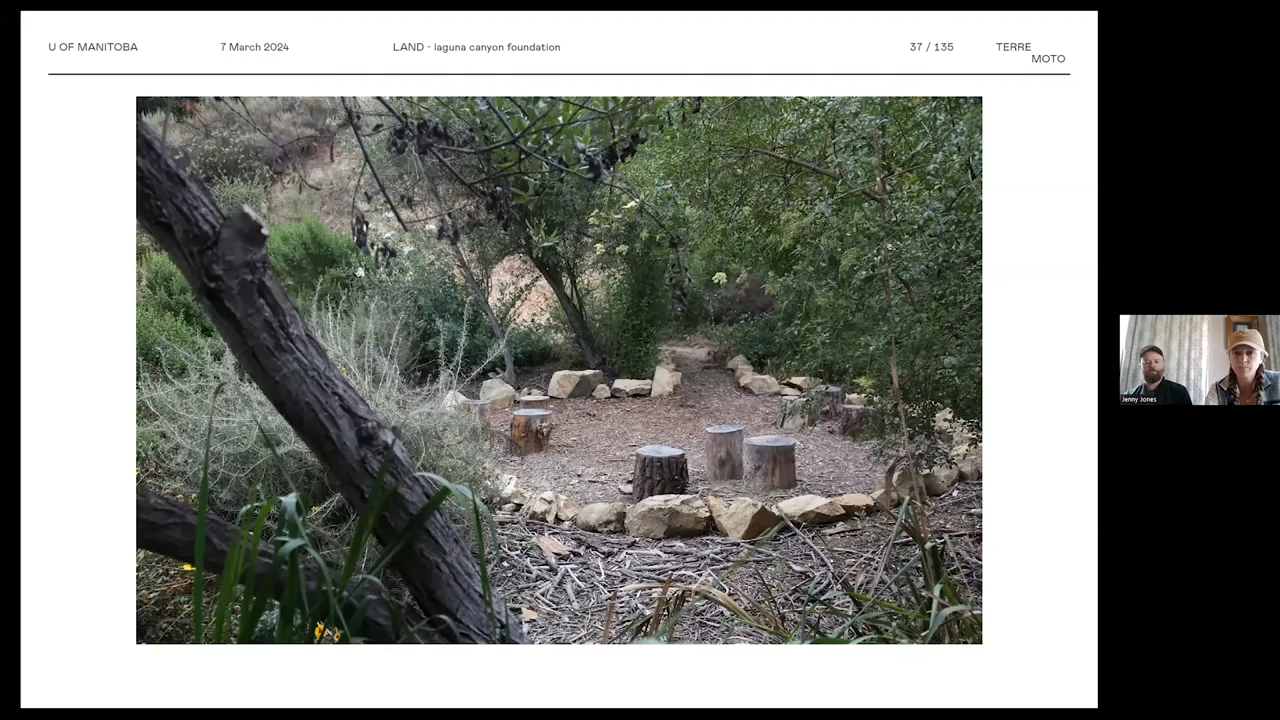 U OF MANITOBA
7 March 2024
LAND - laguna canyon foundation
37 / 135
TERRE
MOTO
Jenny Jones